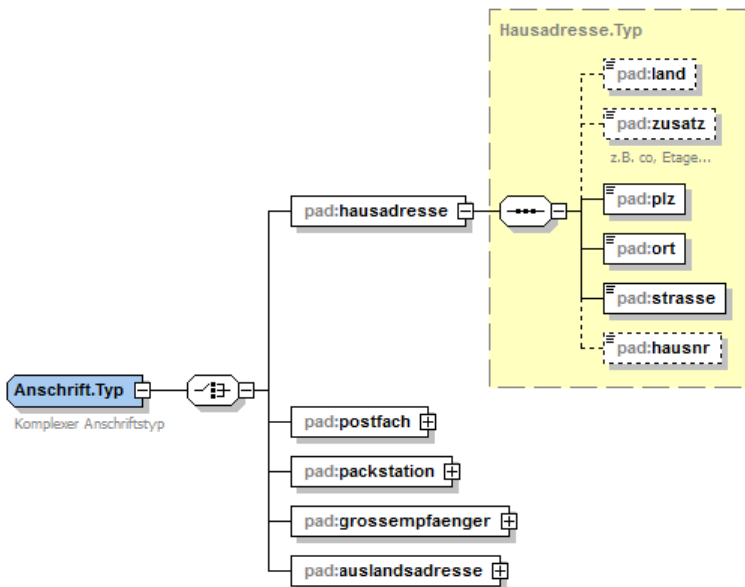 Hausadresse.Typ
pad:land
pad:zusatz
z.B. co, Etage...
pad:hausadresse
pad:plz
pad:ort
pad:strasse
pad:hausnr
Anschrift.Typ
Komplexer Anschriftstyp
pad:postfach
pad:packstation
pad:grossempfaenger
pad:auslandsadresse